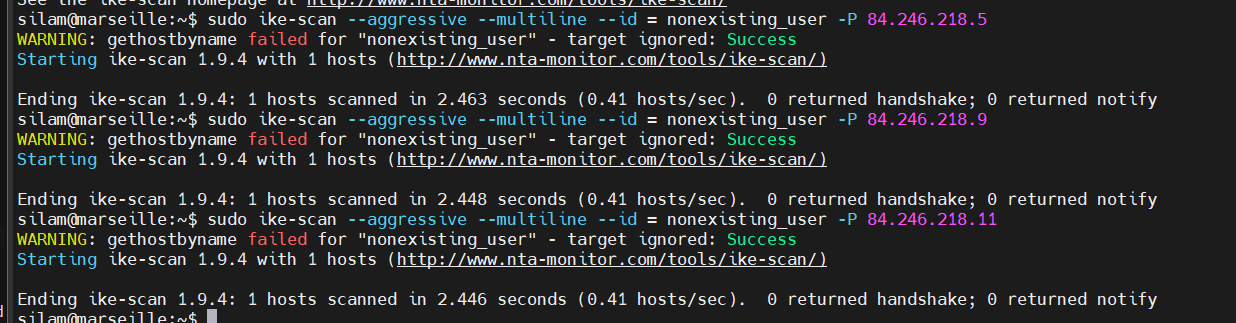 See the ike-scan homepage at http://www.nta-monitor.com/tools/ike-scan/
silam@marseille:~$ sudo ike-scan --aggressive --multiline --id = nonexisting_user -P 84.246.218.5
WARNING: gethostbyname failed for "nonexisting_user" - target ignored: Success
Starting ike-scan 1.9.4 with 1 hosts (http://www.nta-monitor.com/tools/ike-scan/)
Ending ike-scan 1.9.4: 1 hosts scanned in 2.463 seconds (0.41 hosts/sec).  0 returned handshake; 0 returned notify
silam@marseille:~$ sudo ike-scan --aggressive --multiline --id = nonexisting_user -P 84.246.218.9
WARNING: gethostbyname failed for "nonexisting_user" - target ignored: Success
Starting ike-scan 1.9.4 with 1 hosts (http://www.nta-monitor.com/tools/ike-scan/)
Ending ike-scan 1.9.4: 1 hosts scanned in 2.448 seconds (0.41 hosts/sec).  0 returned handshake; 0 returned notify
silam@marseille:~$ sudo ike-scan --aggressive --multiline --id = nonexisting_user -P 84.246.218.11
WARNING: gethostbyname failed for "nonexisting_user" - target ignored: Success
Starting ike-scan 1.9.4 with 1 hosts (http://www.nta-monitor.com/tools/ike-scan/)
Ending ike-scan 1.9.4: 1 hosts scanned in 2.446 seconds (0.41 hosts/sec).  0 returned handshake; 0 returned notify
silam@marseille:~$